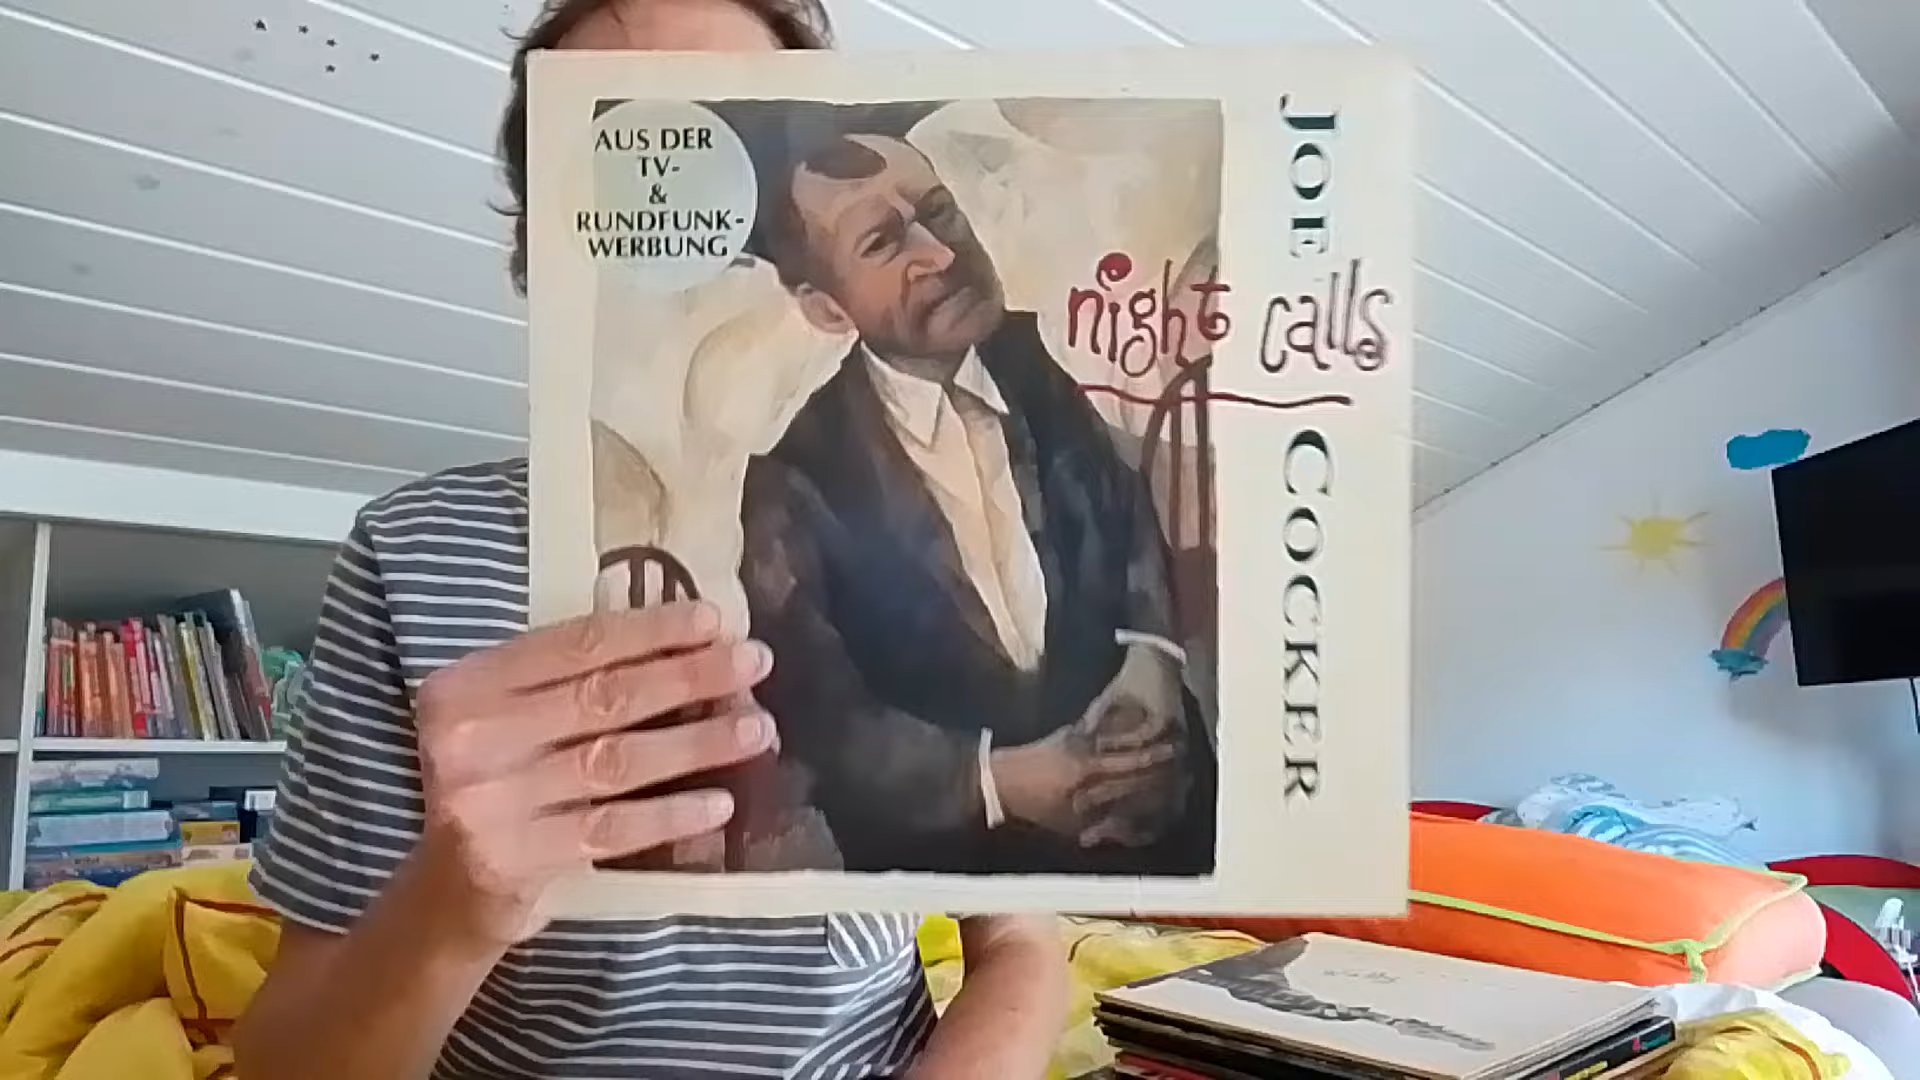 AUS DER
TV-
&
RUNDFUNK-
WERBUNG
night calls
JOE COCKER